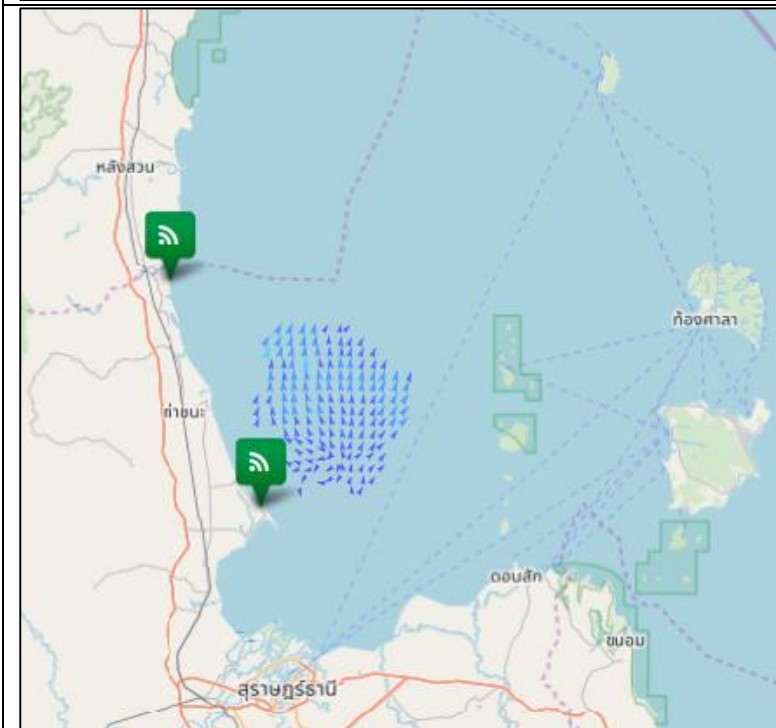 หลังสวน
ท้องศาลา
ท่าชนะ
ดอนสัก
ขนอม
สุราษฎร์ธานี